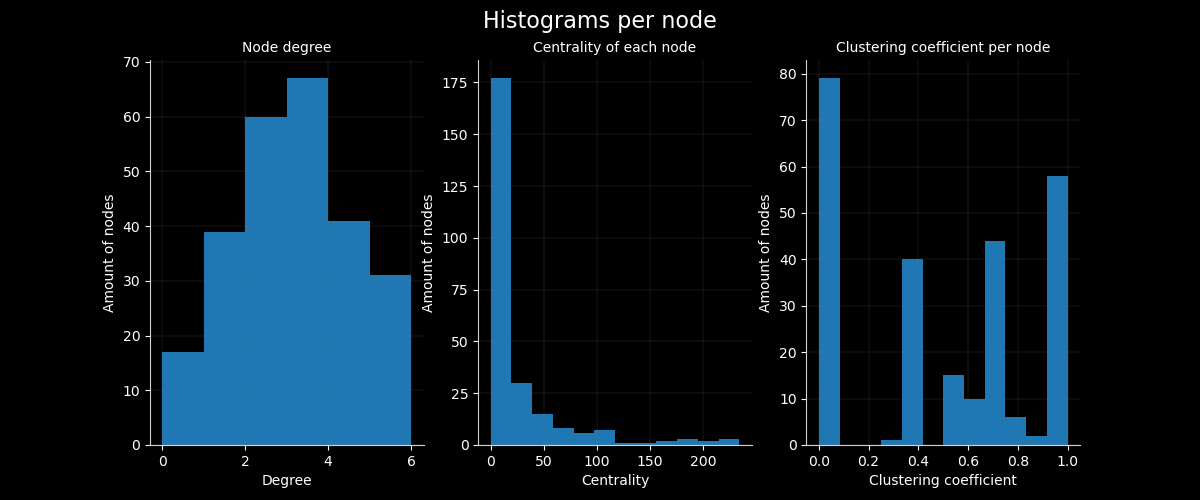 Histograms per node
Node degree
Amount of nodes
70
60
50
40
30
20
10
0
0 2 4 6
Degree
Centrality of each node
Amount of nodes
175
150
125
100
75
50
25
0
0 50 100 150 200
Centrality
Clustering coefficient per node
Amount of nodes
80
70
60
50
40
30
20
10
0
0.0 0.2 0.4 0.6 0.8 1.0
Clustering coefficient